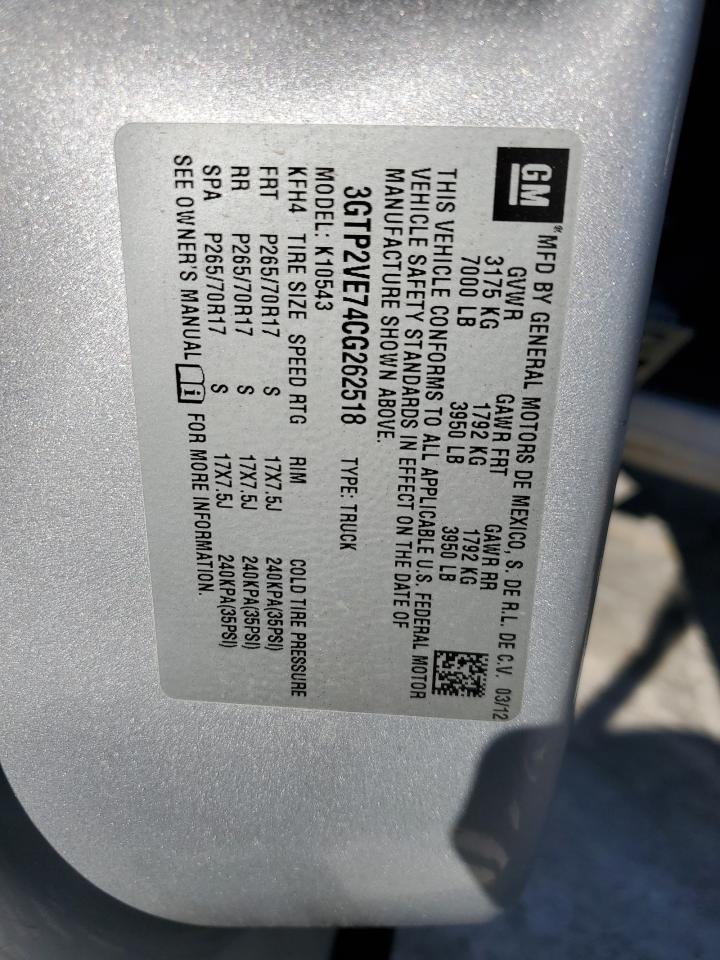 GM® MFD BY GENERAL MOTORS DE MEXICO, S. DE R.L. DE C.V. 03/12
GVWR GAWR FRT GAWR RR
3175 KG 1792 KG 1792 KG
7000 LB 3950 LB 3950 LB
THIS VEHICLE CONFORMS TO ALL APPLICABLE U.S. FEDERAL MOTOR
VEHICLE SAFETY STANDARDS IN EFFECT ON THE DATE OF
MANUFACTURE SHOWN ABOVE.
3GTP2VE74CG262518 TYPE: TRUCK
MODEL: K10543
KFH4 TIRE SIZE SPEED RTG RIM COLD TIRE PRESSURE
FRT P265/70R17 S 17X7.5J 240KPA(35PSI)
RR P265/70R17 S 17X7.5J 240KPA(35PSI)
SPA P265/70R17 S 17X7.5J 240KPA(35PSI)
SEE OWNER'S MANUAL i FOR MORE INFORMATION.